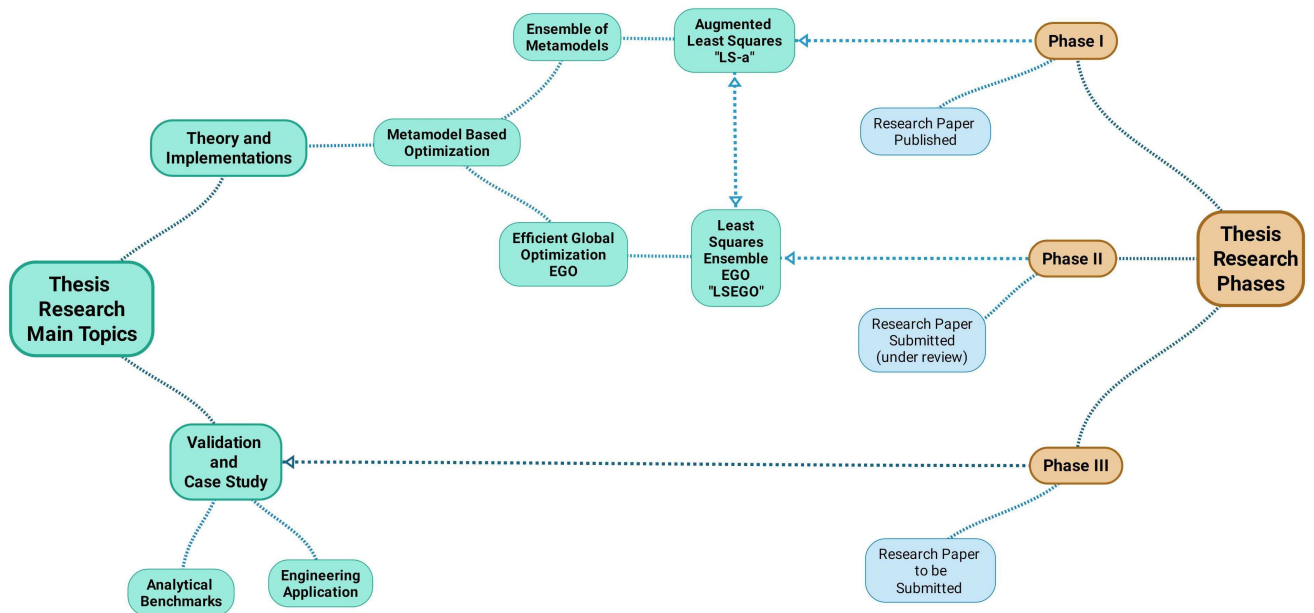 Ensemble of
Metamodels
Augmented
Least Squares
"LS-a"
Phase I
Research Paper
Published
Theory and
Implementations
Metamodel Based
Optimization
Efficient Global
Optimization
EGO
Least
Squares
Ensemble
EGO
"LSEGO"
Phase II
Thesis
Research
Phases
Thesis
Research
Main Topics
Research Paper
Submitted
(under review)
Validation
and
Case Study
Phase III
Analytical
Benchmarks
Engineering
Application
Research Paper
to be
Submitted